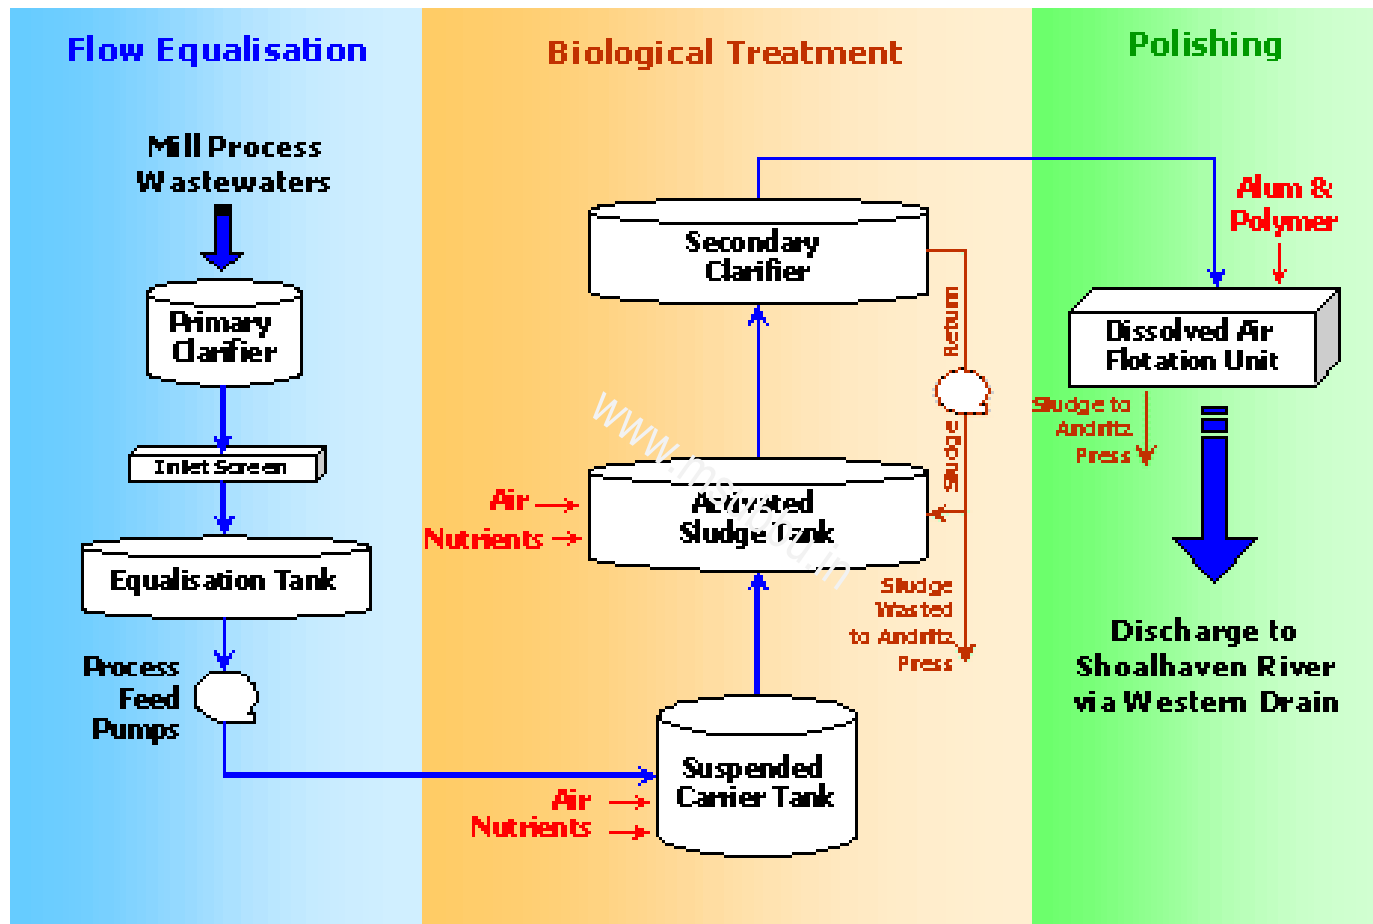 Flow Equalisation
Mill Process
Wastewaters
Primary
Clarifier
Inlet Screen
Equalisation Tank
Process
Feed
Pumps
Biological Treatment
Secondary
Clarifier
Return
Sludge
Air
Nutrients
Activated
Sludge Tank
Sludge
Wasted
to Andritz
Press
Suspended
Carrier Tank
Air
Nutrients
Polishing
Alum &
Polymer
Dissolved Air
Flotation Unit
Sludge to
Andritz
Press
Discharge to
Shoalhaven River
via Western Drain